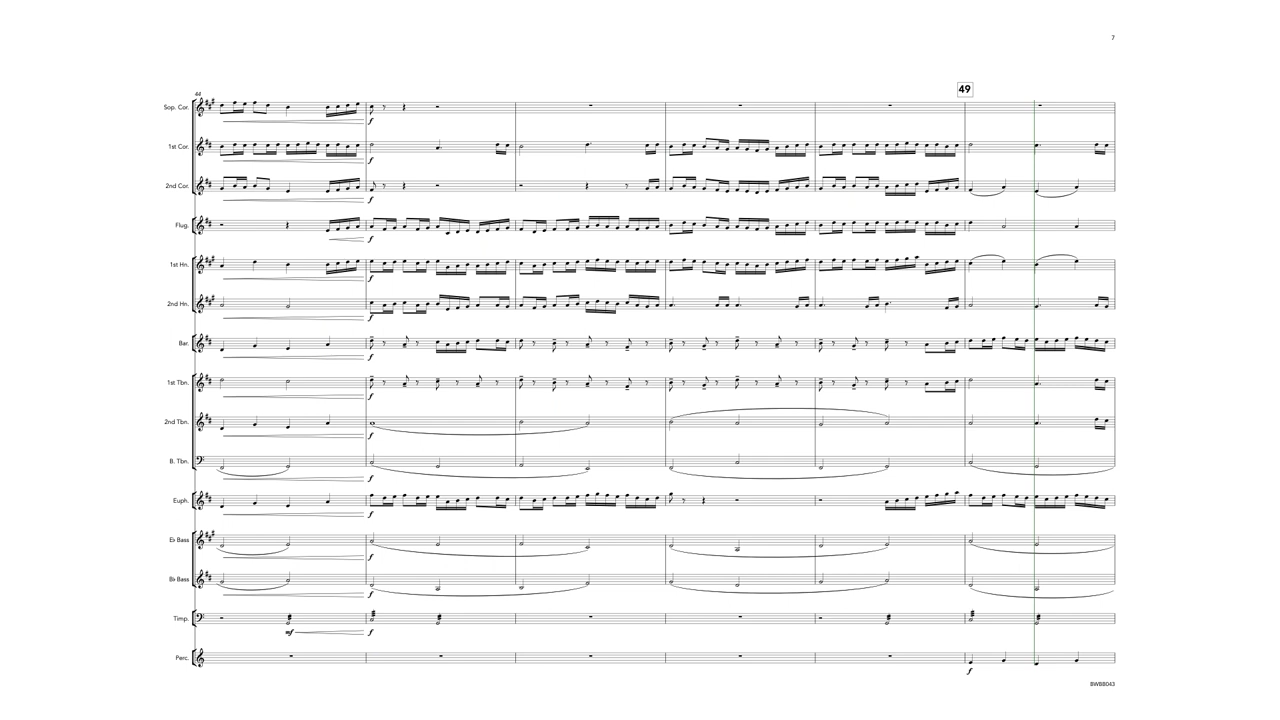 7
44
49
Sop. Cor.
f
1st Cor.
f
2nd Cor.
f
Flug.
f
1st Hn.
f
2nd Hn.
f
Bar.
f
1st Tbn.
f
2nd Tbn.
f
B. Tbn.
f
Euph.
f
E♭ Bass
f
B♭ Bass
f
Timp.
mf f
Perc.
f
BWBB043